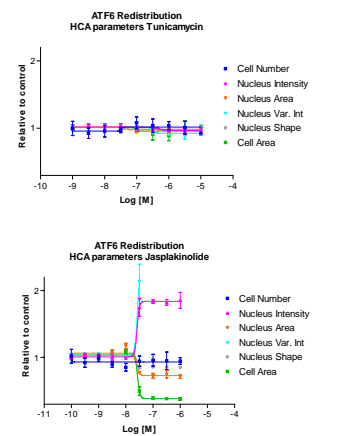 ATF6 Redistribution
HCA parameters Tunicamycin
Relative to control
2
1
-10 -9 -8 -7 -6 -5 -4
Log [M]
Cell Number
Nucleus Intensity
Nucleus Area
Nucleus Var. Int
Nucleus Shape
Cell Area
ATF6 Redistribution
HCA parameters Jasplakinolide
Relative to control
2
1
-11 -10 -9 -8 -7 -6 -5 -4
Log [M]
Cell Number
Nucleus Intensity
Nucleus Area
Nucleus Var. Int
Nucleus Shape
Cell Area